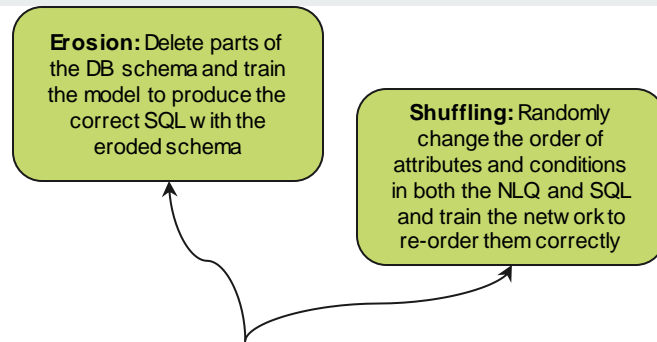 Erosion: Delete parts of
the DB schema and train
the model to produce the
correct SQL with the
eroded schema
Shuffling: Randomly
change the order of
attributes and conditions
in both the NLQ and SQL
and train the network to
re-order them correctly